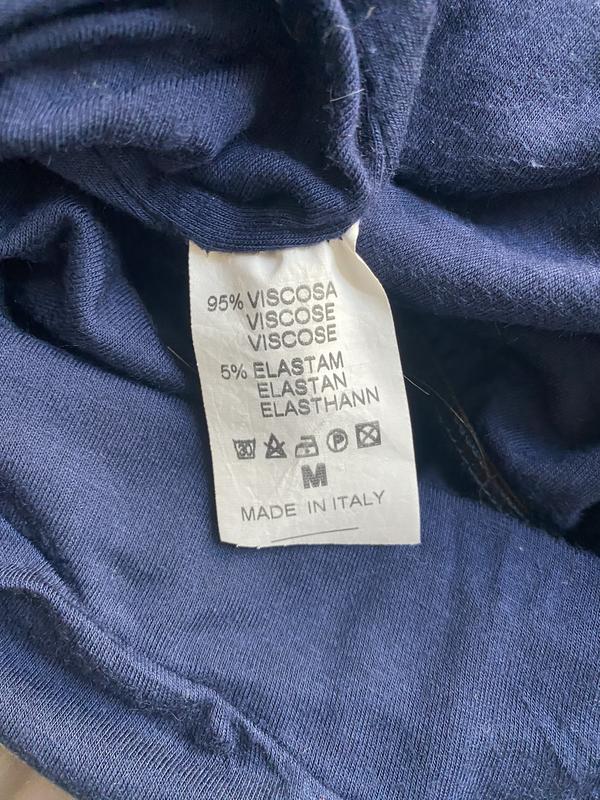 95% VISCOSA
VISCOSE
VISCOSE
5% ELASTAM
ELASTAN
ELASTHANN
30 P
M
MADE IN ITALY